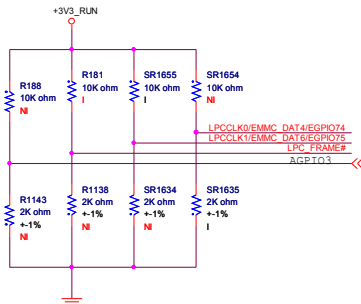 +3V3_RUN
R188
10K ohm
NI
R181
10K ohm
I
SR1655
10K ohm
I
SR1654
10K ohm
NI
LPCCLK0/EMMC_DAT4/EGPIO74
LPCCLK1/EMMC_DAT6/EGPIO75
LPC_FRAME#
AGPIO3
R1143
2K ohm
+-1%
NI
R1138
2K ohm
+-1%
NI
SR1634
2K ohm
+-1%
NI
SR1635
2K ohm
+-1%
I